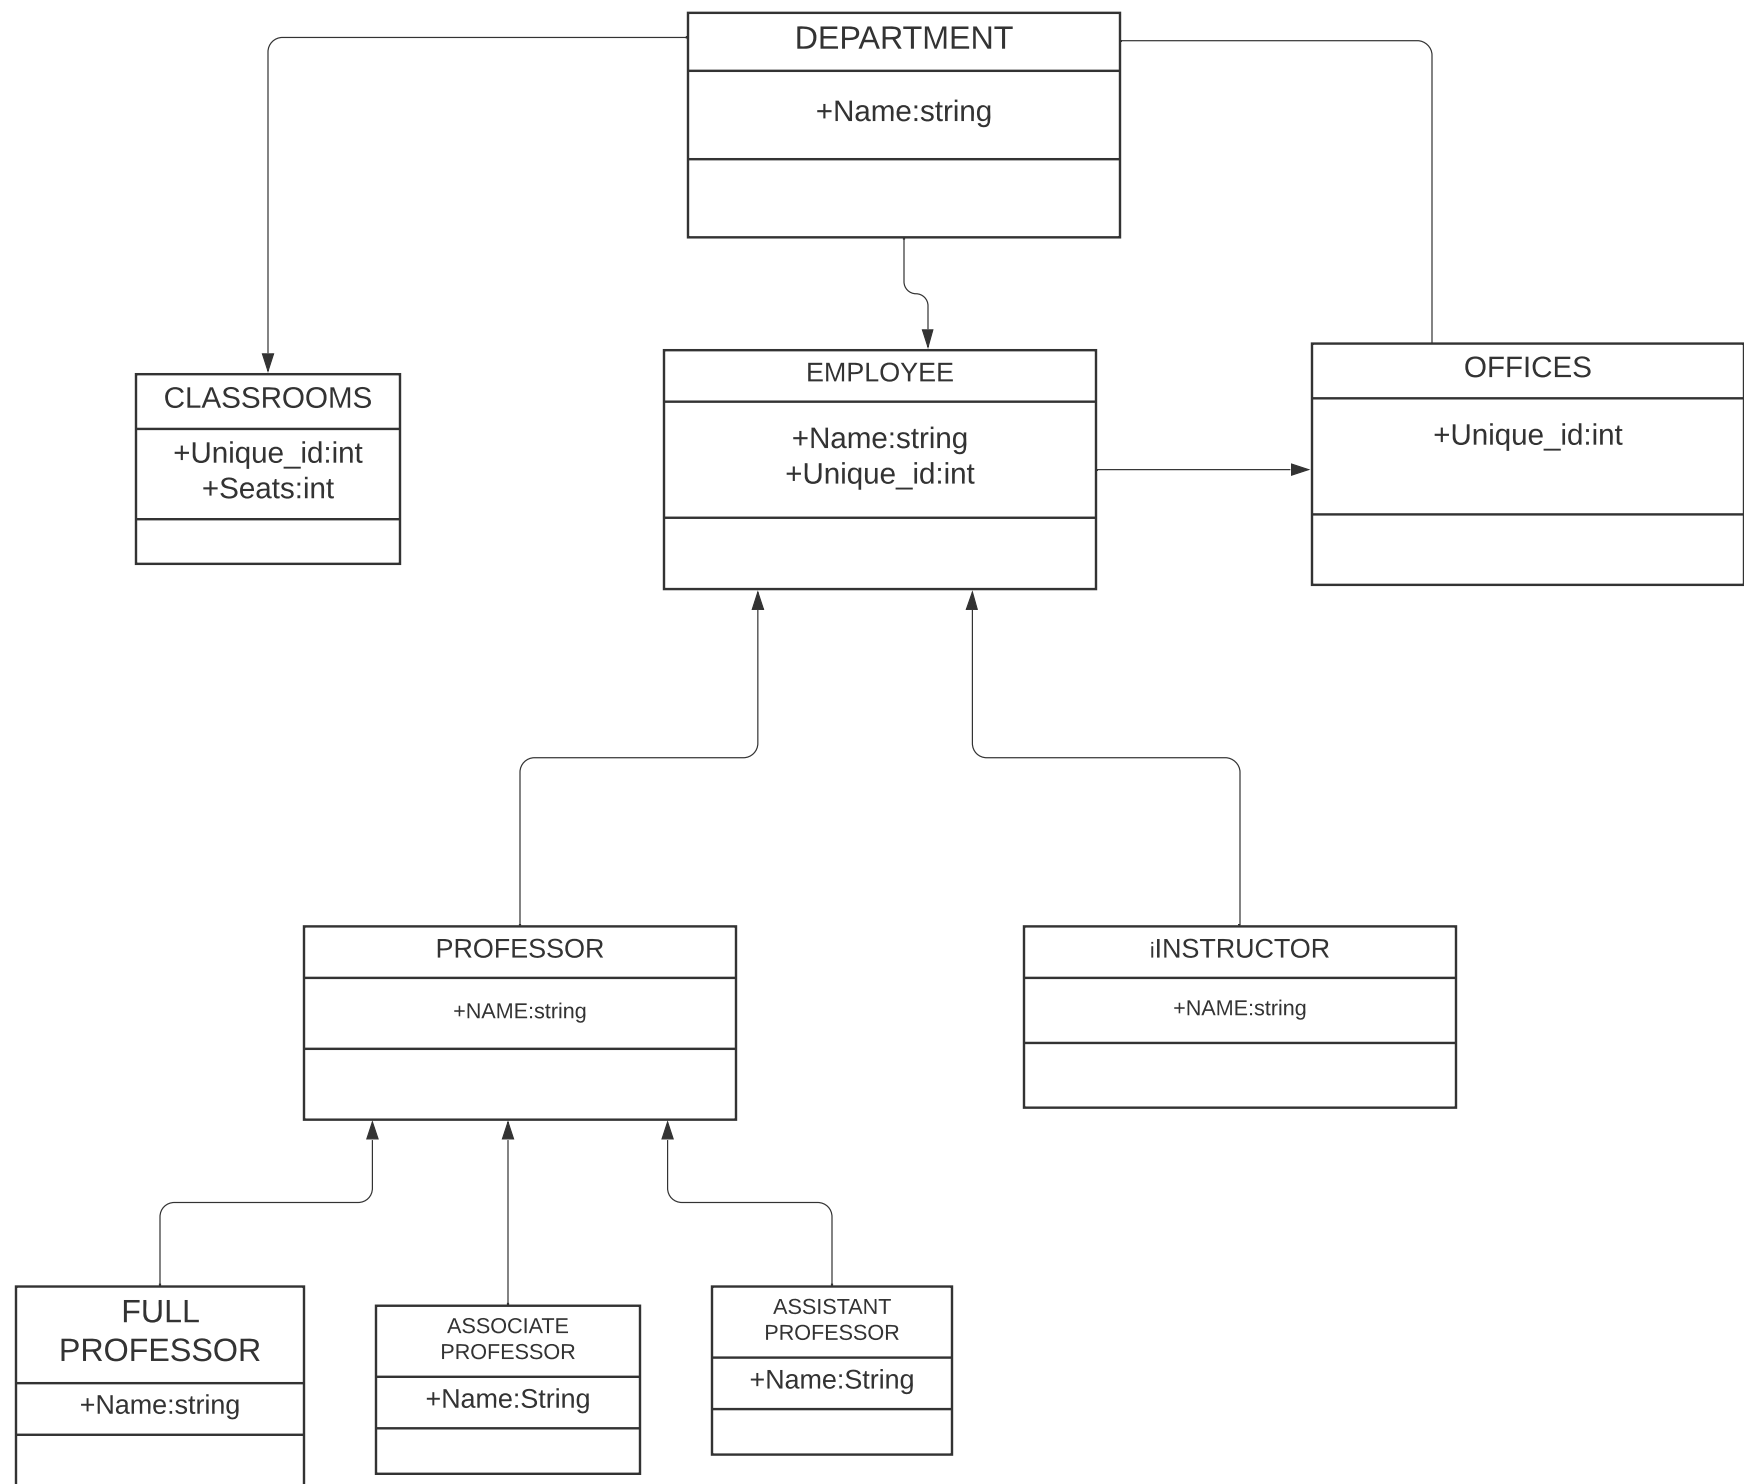 DEPARTMENT
+Name:string
CLASSROOMS
+Unique_id:int
+Seats:int
EMPLOYEE
+Name:string
+Unique_id:int
OFFICES
+Unique_id:int
PROFESSOR
+NAME:string
iINSTRUCTOR
+NAME:string
FULL
PROFESSOR
+Name:string
ASSOCIATE
PROFESSOR
+Name:String
ASSISTANT
PROFESSOR
+Name:String